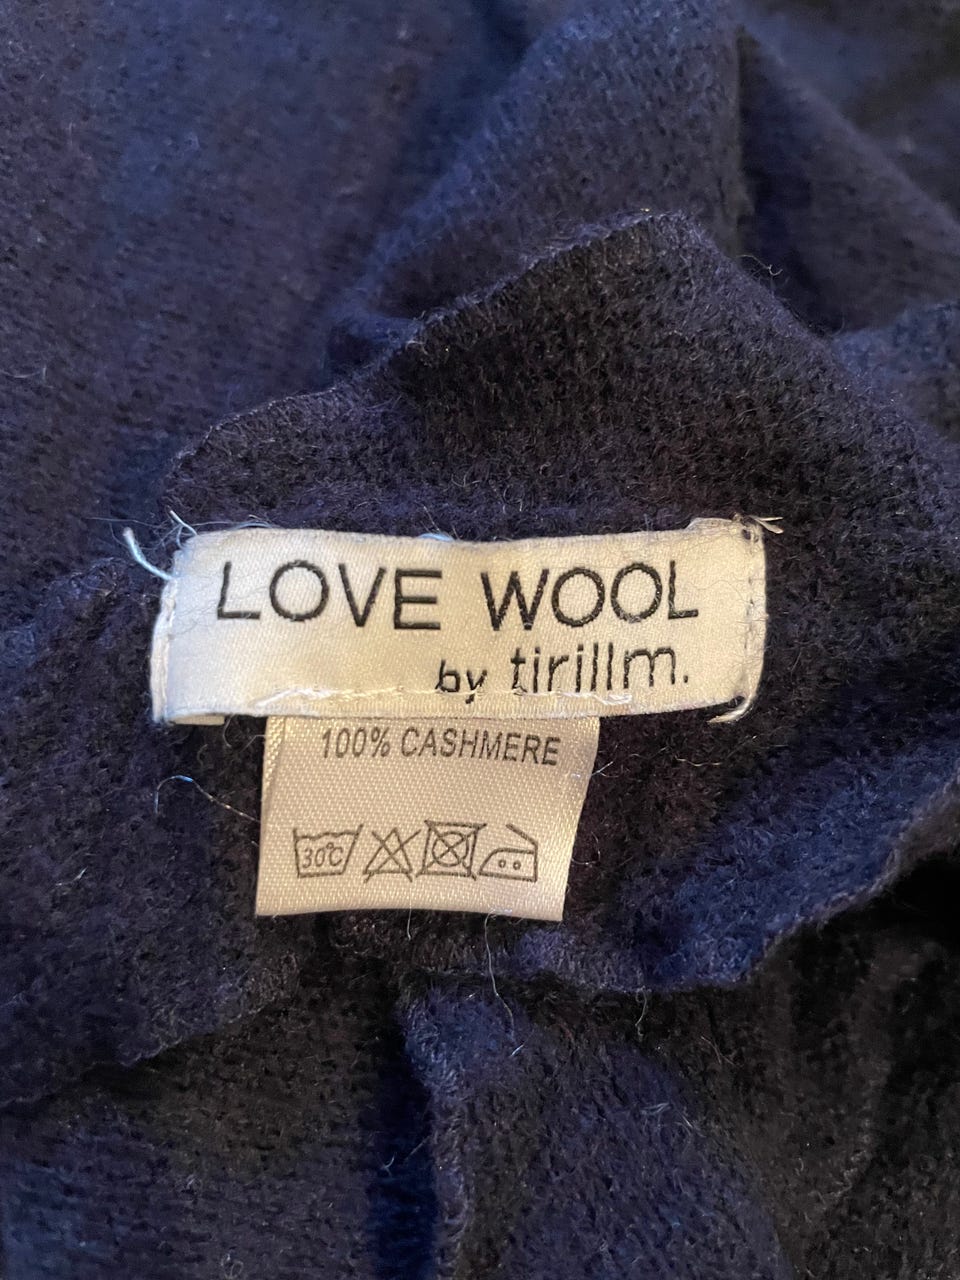 LOVE WOOL
by tirillm.
100% CASHMERE
30°C